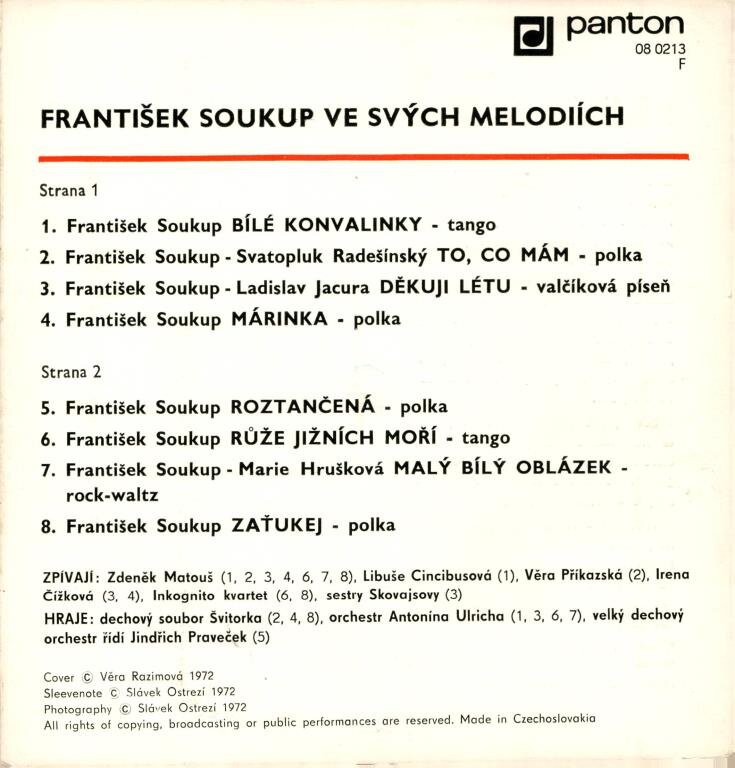 panton
08 0213
F
FRANTIŠEK SOUKUP VE SVÝCH MELODIÍCH
Strana 1
1. František Soukup BÍLÉ KONVALINKY - tango
2. František Soukup - Svatopluk Radešínský TO, CO MÁM - polka
3. František Soukup - Ladislav Jacura DĚKUJI LÉTU - valčíková píseň
4. František Soukup MÁRINKA - polka
Strana 2
5. František Soukup ROZTANČENÁ - polka
6. František Soukup RŮŽE JIŽNÍCH MOŘÍ - tango
7. František Soukup - Marie Hrušková MALÝ BÍLÝ OBLÁZEK -
rock-waltz
8. František Soukup ZAŤUKEJ - polka
ZPÍVAJÍ: Zdeněk Matouš (1, 2, 3, 4, 6, 7, 8), Libuše Cincibusová (1), Věra Příkazská (2), Irena
Čížková (3, 4), Inkognito kvartet (6, 8), sestry Skovajsovy (3)
HRAJE: dechový soubor Švitorka (2, 4, 8), orchestr Antonína Ulricha (1, 3, 6, 7), velký dechový
orchestr řídí Jindřich Praveček (5)
Cover © Věra Razimová 1972
Sleevenote © Slávek Ostrezí 1972
Photography © Slávek Ostrezí 1972
All rights of copying, broadcasting or public performances are reserved. Made in Czechoslovakia